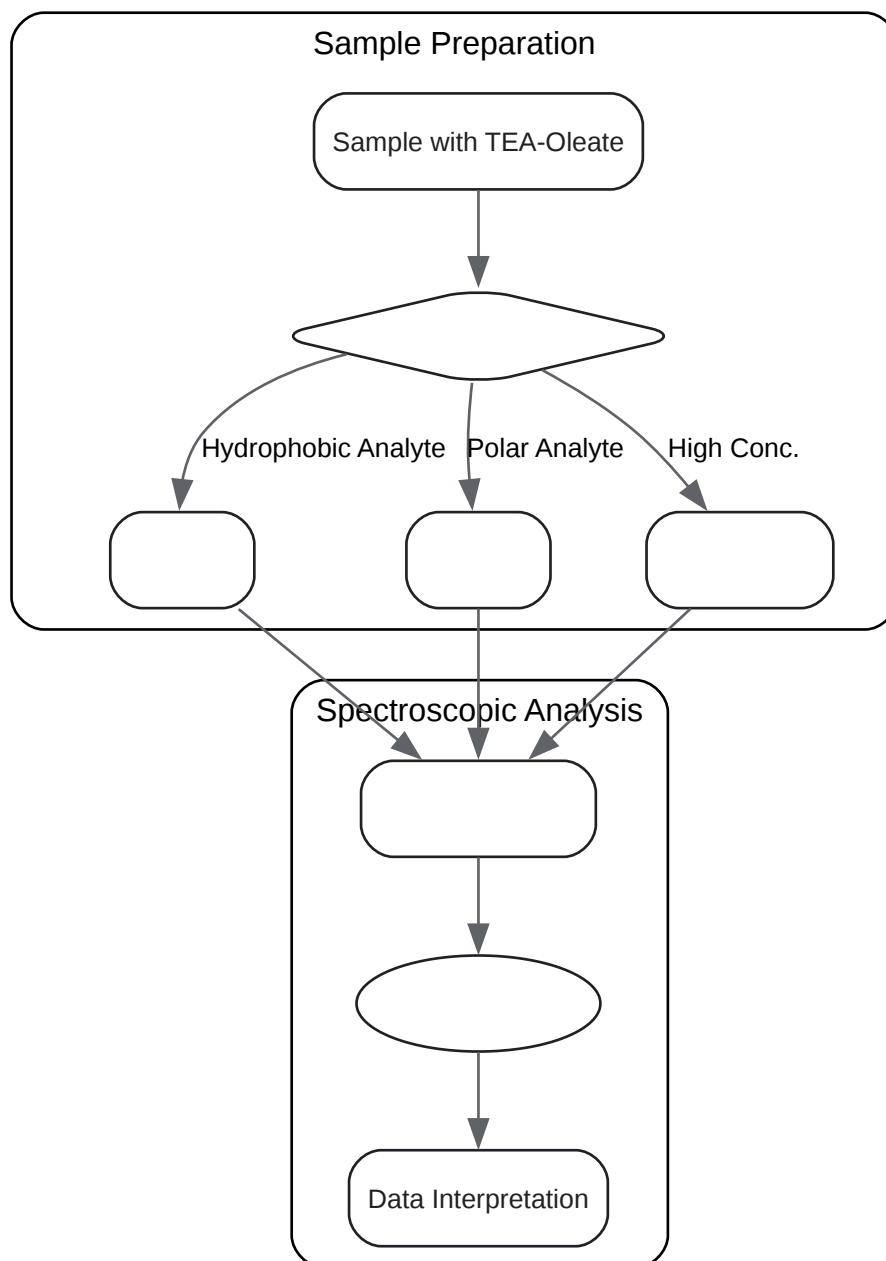 Sample Preparation
Sample with TEA-Oleate
Hydrophobic Analyte
Polar Analyte
High Conc.
Spectroscopic Analysis
Data Interpretation